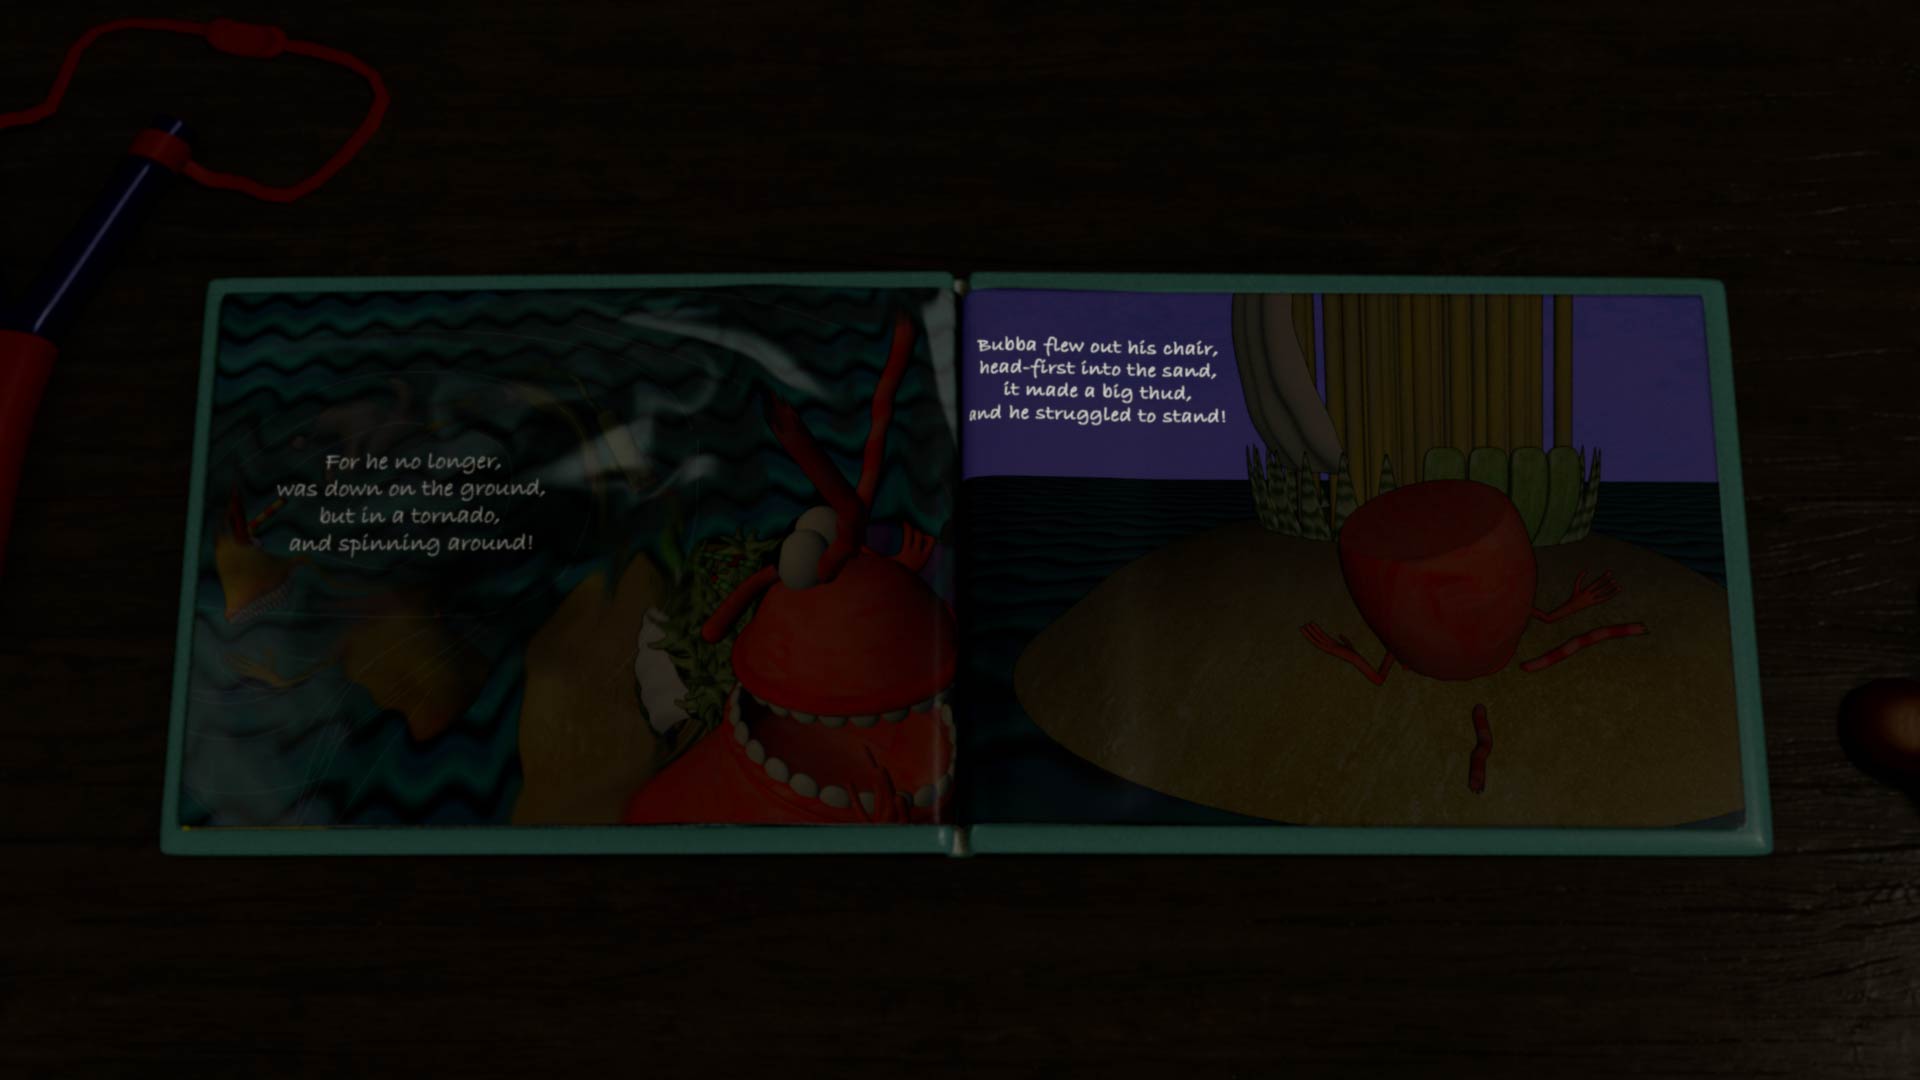 For he no longer,
was down on the ground,
but in a tornado,
and spinning around!
Bubba flew out his chair,
head-first into the sand,
it made a big thud,
and he struggled to stand!